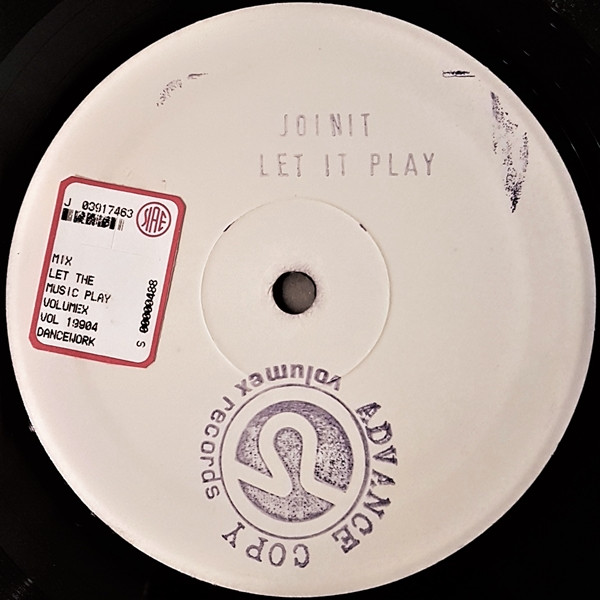 JOINIT
LET IT PLAY
J 03917463
SIAE
MIX
LET THE
MUSIC PLAY
VOLUMEX
VOL 19904
DANCEWORK
S 00000488
volumex records
ADVANCE COPY